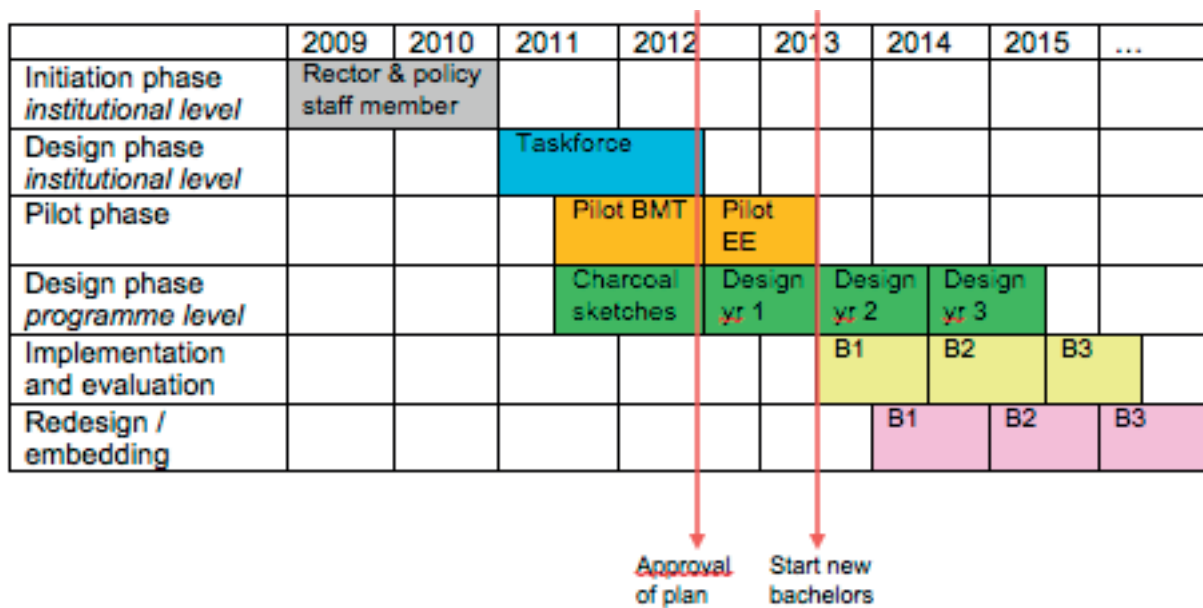 2009 2010 2011 2012 2013 2014 2015 ...
Initiation phase
institutional level
Rector & policy
staff member
Design phase
institutional level
Taskforce
Pilot phase
Pilot BMT
Pilot
EE
Design phase
programme level
Charcoal
sketches
Design
yr 1
Design
yr 2
Design
yr 3
Implementation
and evaluation
B1 B2 B3
Redesign /
embedding
B1 B2 B3
Approval
of plan
Start new
bachelors